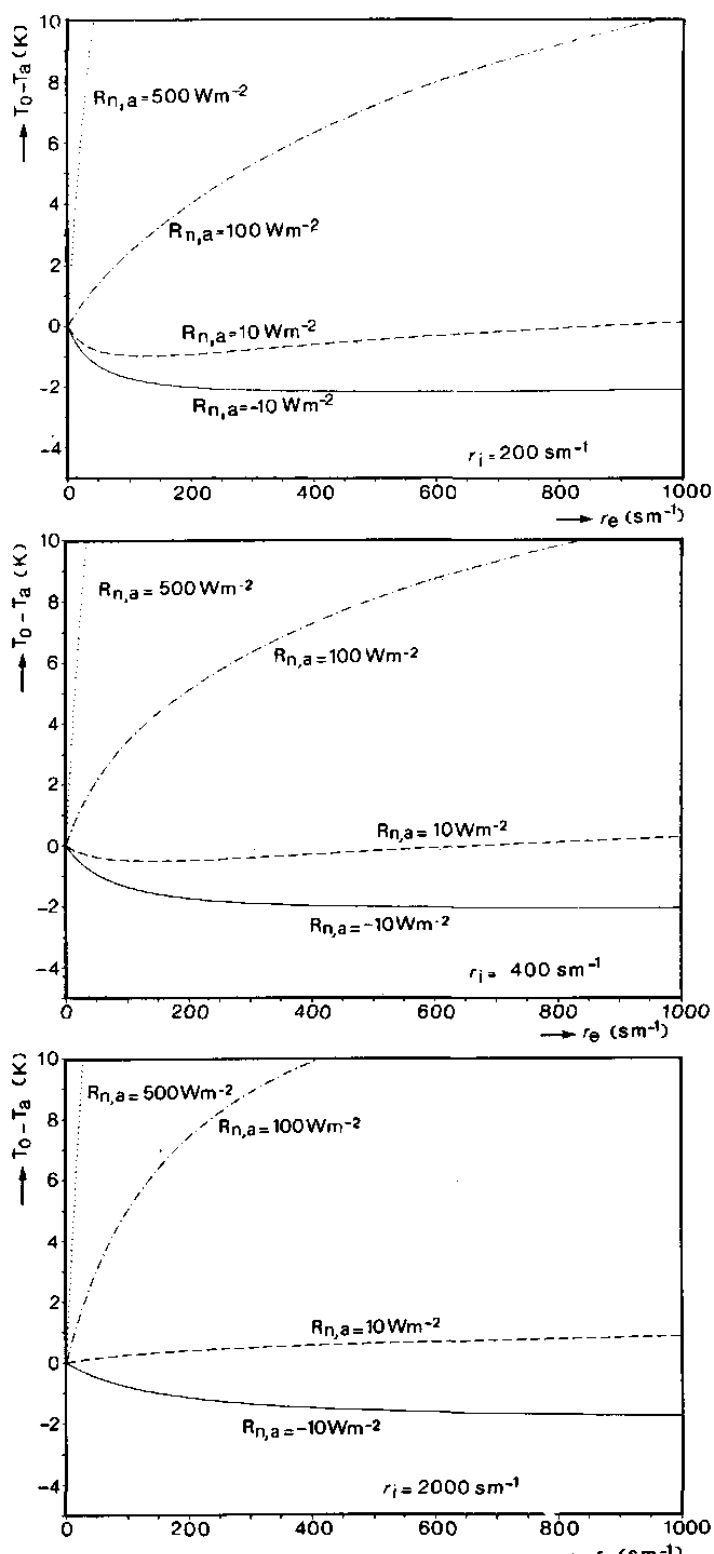 10
8
6
4
2
0
-2
-4
T₀-Tₐ (K)
Rₙ,ₐ=500 Wm⁻²
Rₙ,ₐ=100 Wm⁻²
Rₙ,ₐ=10 Wm⁻²
Rₙ,ₐ=-10 Wm⁻²
rᵢ=200 sm⁻¹
0 200 400 600 800 1000
rₑ (sm⁻¹)
10
8
6
4
2
0
-2
-4
T₀-Tₐ (K)
Rₙ,ₐ=500 Wm⁻²
Rₙ,ₐ=100 Wm⁻²
Rₙ,ₐ=10 Wm⁻²
Rₙ,ₐ=-10 Wm⁻²
rᵢ= 400 sm⁻¹
0 200 400 600 800 1000
rₑ (sm⁻¹)
10
8
6
4
2
0
-2
-4
T₀-Tₐ (K)
Rₙ,ₐ=500 Wm⁻²
Rₙ,ₐ=100 Wm⁻²
Rₙ,ₐ=10 Wm⁻²
Rₙ,ₐ=-10 Wm⁻²
rᵢ=2000 sm⁻¹
0 200 400 600 800 1000